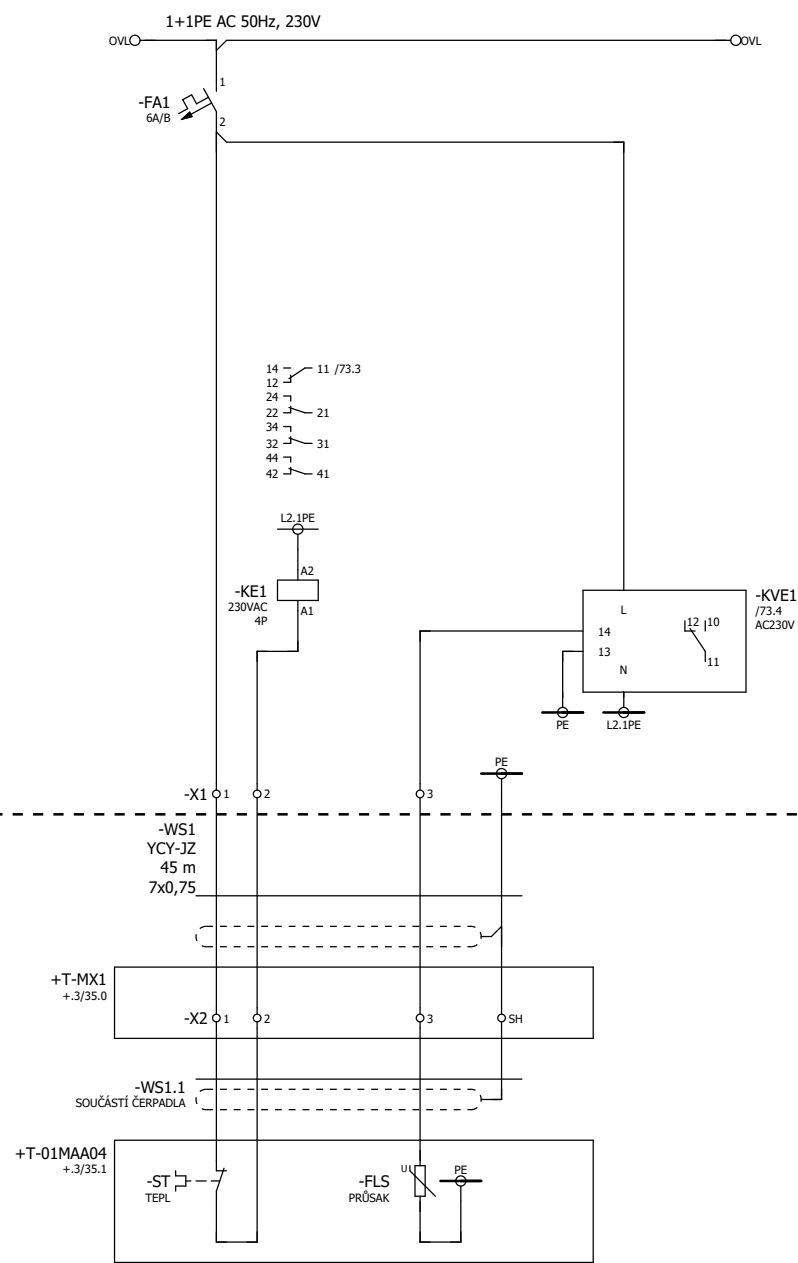 1+1PE AC 50Hz, 230V
OVL
OVL
1
-FA1
6A/B
2
14
11 /73.3
12
24
22
21
34
32
31
44
42
41
L2.1PE
A2
-KE1
230VAC
4P
A1
-KVE1
/73.4
AC230V
L
14
12
10
13
11
N
PE
L2.1PE
PE
-X1
1
2
3
-WS1
YCY-JZ
45 m
7x0,75
+T-MX1
+.3/35.0
-X2
1
2
3
SH
-WS1.1
SOUČÁSTÍ ČERPADLA
+T-01MAA04
+.3/35.1
-ST
TEPL
U
-FLS
PRŮSAK
PE